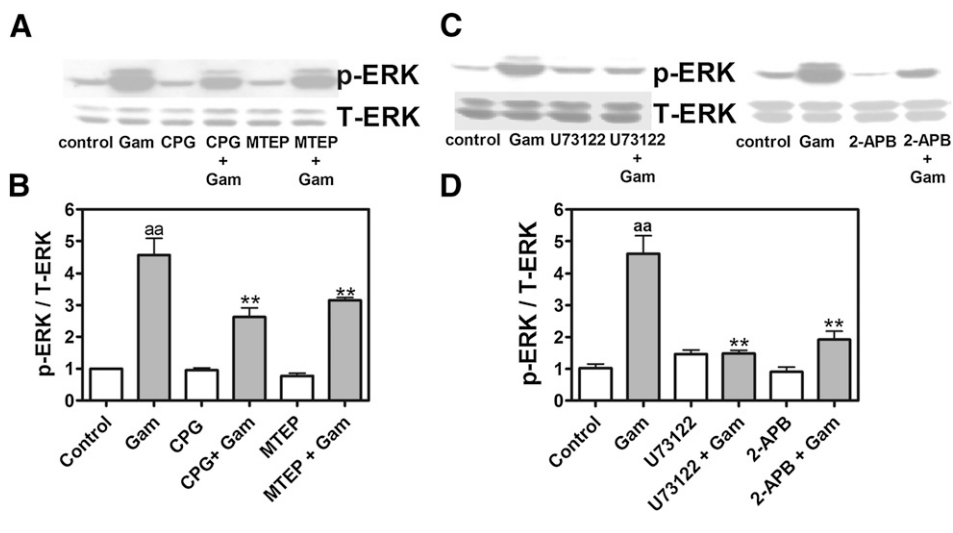 A
p-ERK
T-ERK
control Gam CPG CPG + Gam MTEP MTEP + Gam
C
p-ERK
T-ERK
control Gam U73122 U73122 + Gam
control Gam 2-APB 2-APB + Gam
B
p-ERK / T-ERK
6
5
4
3
2
1
0
aa
**
**
Control
Gam
CPG
CPG+ Gam
MTEP
MTEP + Gam
D
p-ERK / T-ERK
6
5
4
3
2
1
0
aa
**
**
Control
Gam
U73122
U73122 + Gam
2-APB
2-APB + Gam